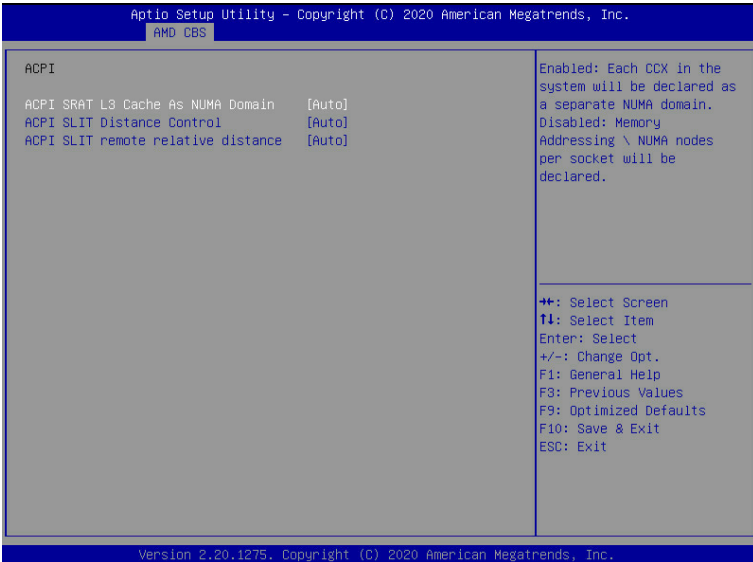 Aptio Setup Utility – Copyright (C) 2020 American Megatrends, Inc.
AMD CBS
ACPI
ACPI SRAT L3 Cache As NUMA Domain [Auto]
ACPI SLIT Distance Control [Auto]
ACPI SLIT remote relative distance [Auto]
Enabled: Each CCX in the
system will be declared as
a separate NUMA domain.
Disabled: Memory
Addressing \ NUMA nodes
per socket will be
declared.
→←: Select Screen
↑↓: Select Item
Enter: Select
+/-: Change Opt.
F1: General Help
F3: Previous Values
F9: Optimized Defaults
F10: Save & Exit
ESC: Exit
Version 2.20.1275. Copyright (C) 2020 American Megatrends, Inc.